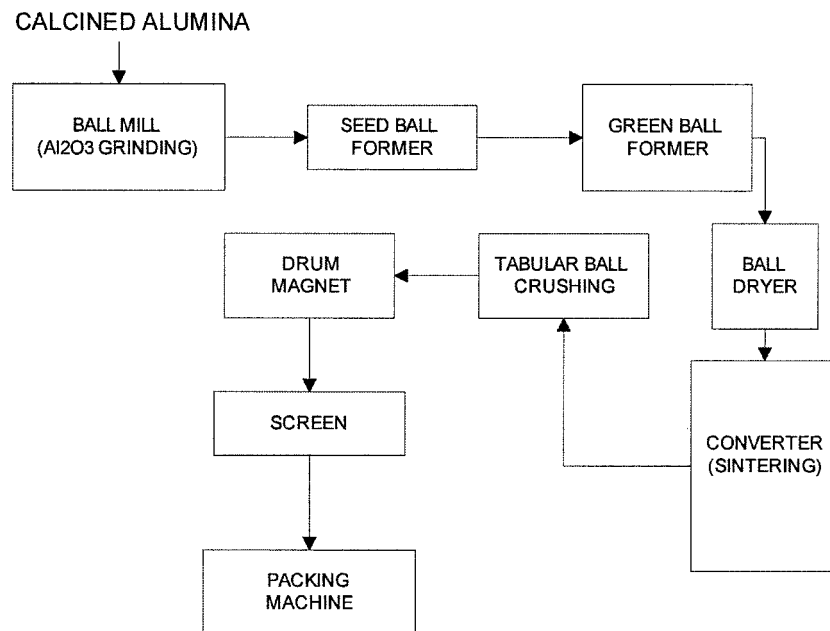 CALCINED ALUMINA
BALL MILL
(Al2O3 GRINDING)
SEED BALL
FORMER
GREEN BALL
FORMER
BALL
DRYER
CONVERTER
(SINTERING)
TABULAR BALL
CRUSHING
DRUM
MAGNET
SCREEN
PACKING
MACHINE